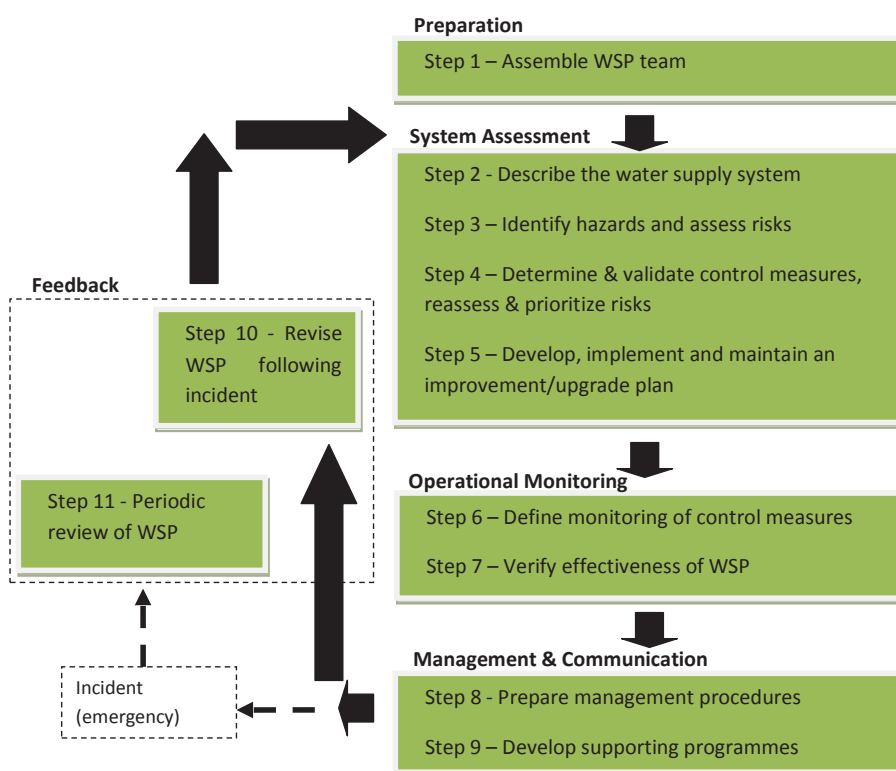 Preparation
Step 1 – Assemble WSP team
System Assessment
Step 2 - Describe the water supply system
Step 3 – Identify hazards and assess risks
Step 4 – Determine & validate control measures,
reassess & prioritize risks
Step 5 – Develop, implement and maintain an
improvement/upgrade plan
Operational Monitoring
Step 6 – Define monitoring of control measures
Step 7 – Verify effectiveness of WSP
Management & Communication
Step 8 - Prepare management procedures
Step 9 – Develop supporting programmes
Feedback
Step 10 - Revise
WSP following
incident
Step 11 - Periodic
review of WSP
Incident
(emergency)